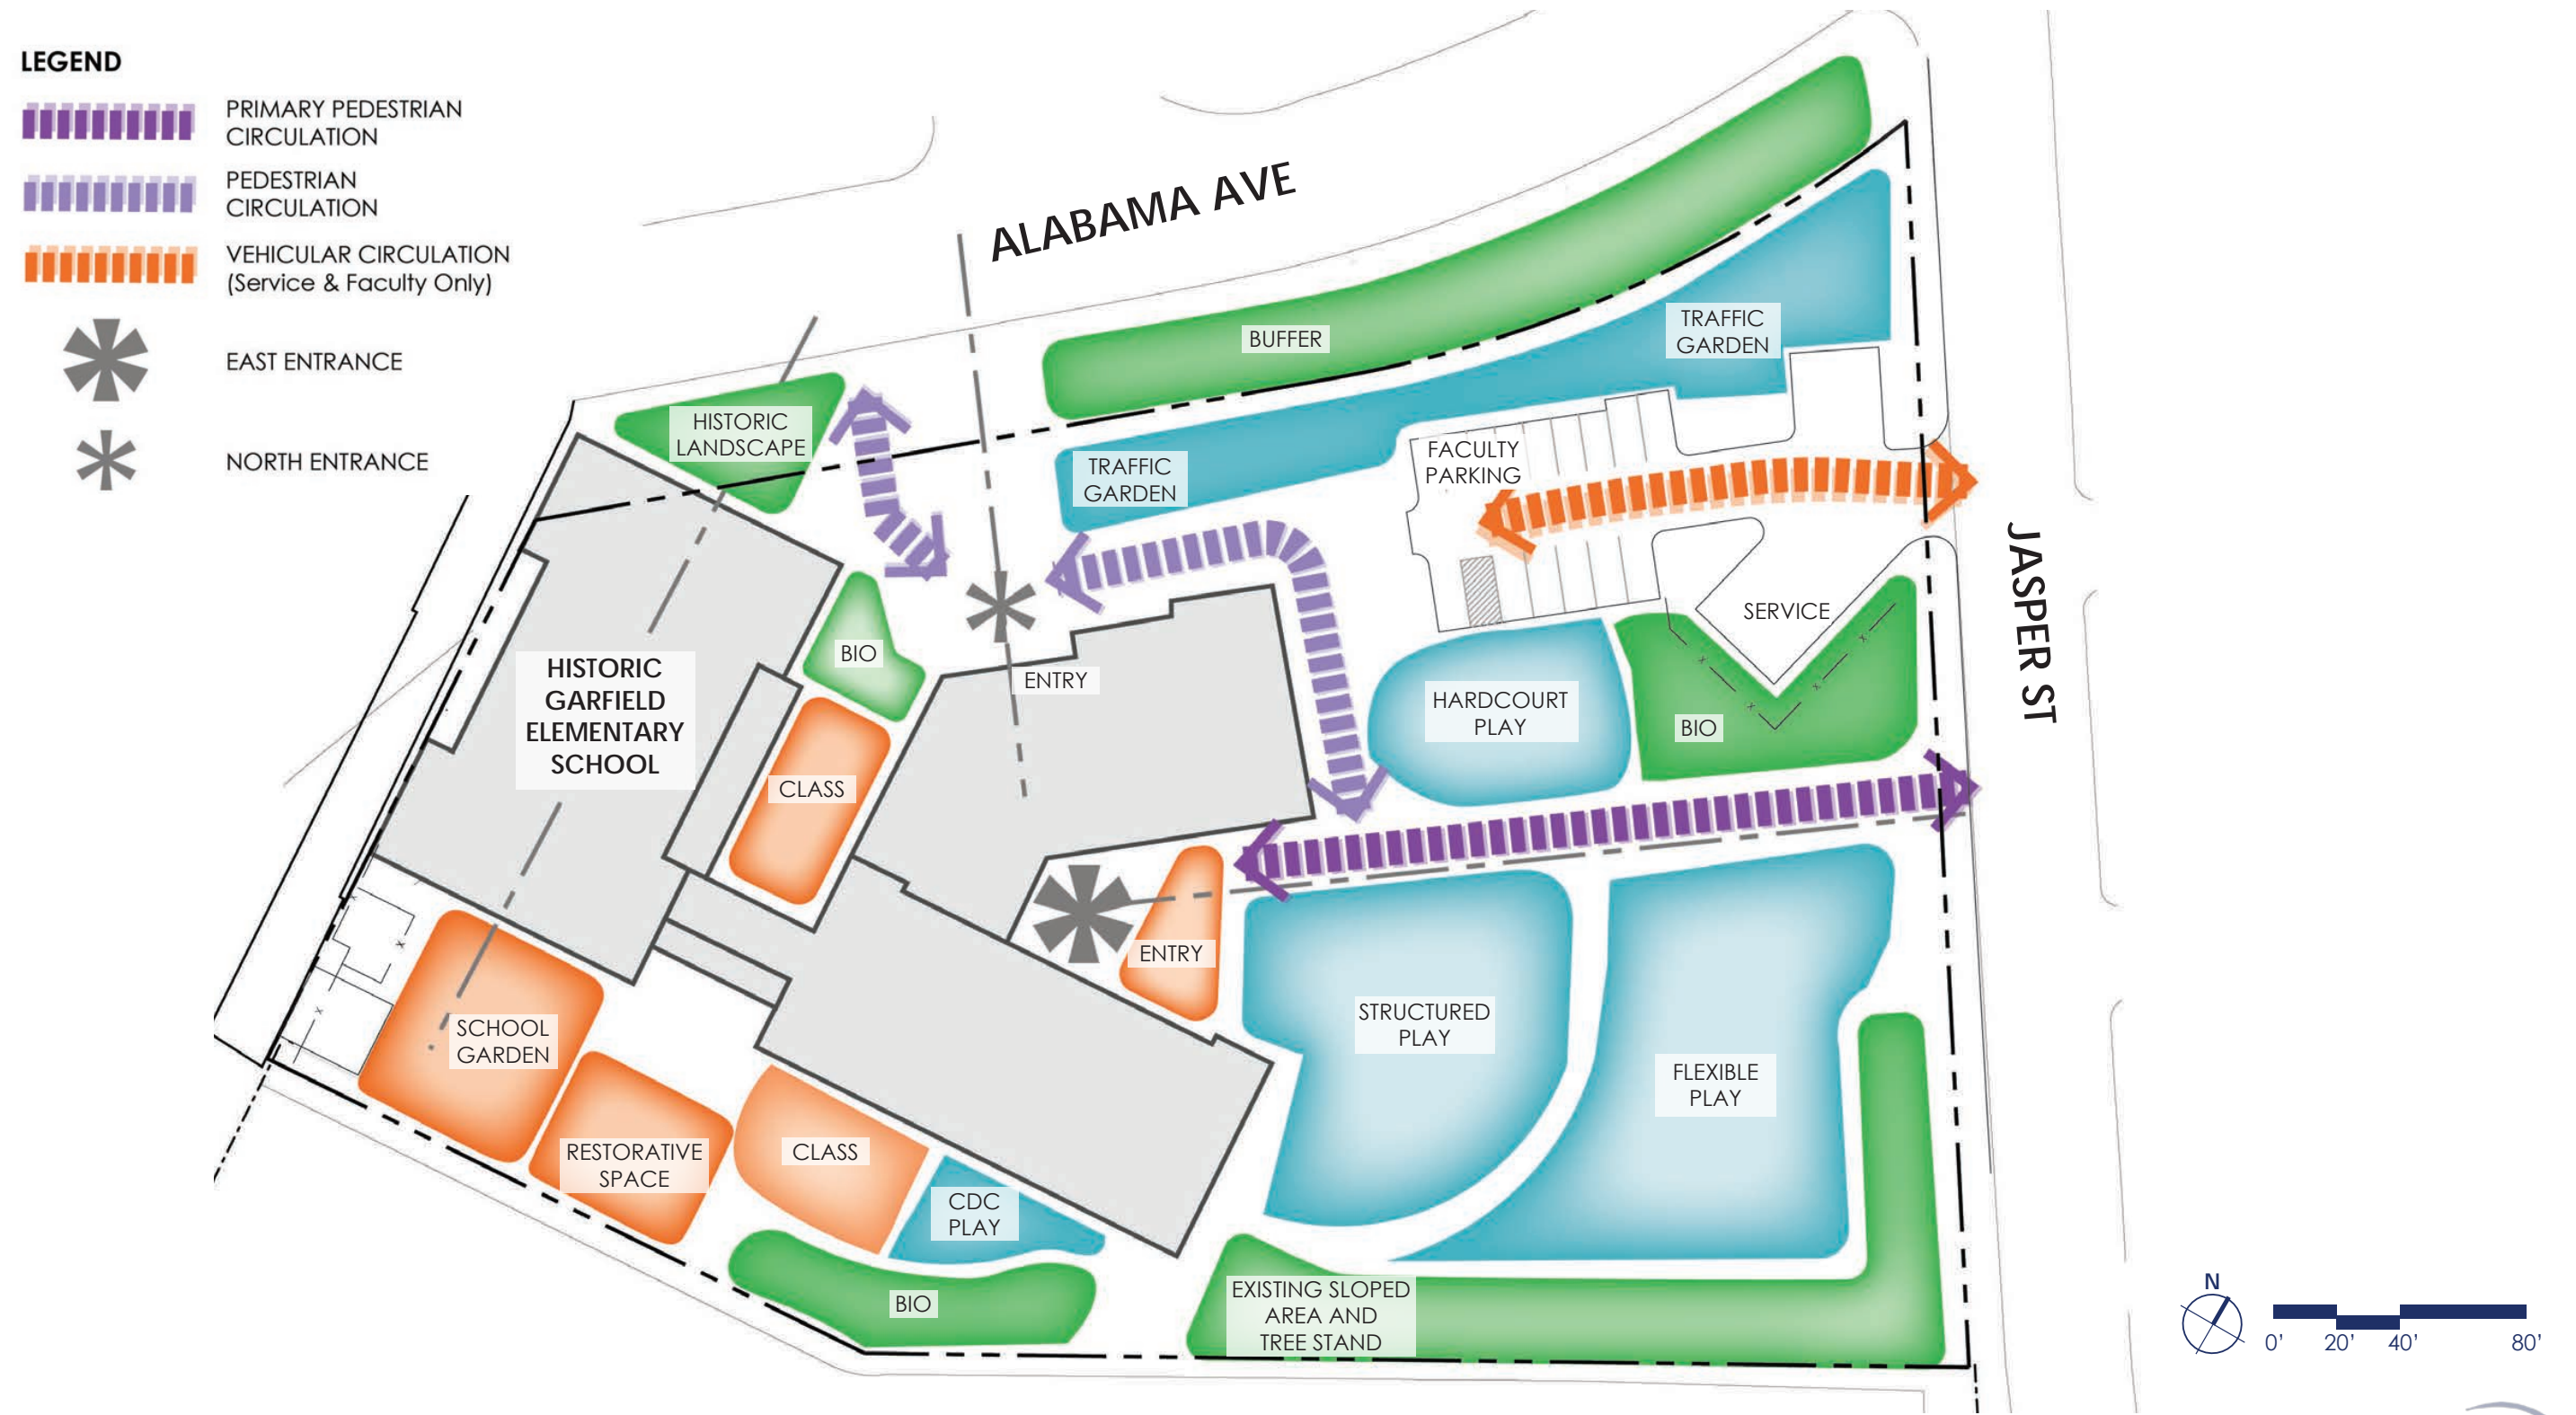 LEGEND
PRIMARY PEDESTRIAN
CIRCULATION
PEDESTRIAN
CIRCULATION
VEHICULAR CIRCULATION
(Service & Faculty Only)
EAST ENTRANCE
NORTH ENTRANCE
ALABAMA AVE
BUFFER
TRAFFIC
GARDEN
HISTORIC
LANDSCAPE
TRAFFIC
GARDEN
FACULTY
PARKING
JASPER ST
SERVICE
BIO
ENTRY
HISTORIC
GARFIELD
ELEMENTARY
SCHOOL
HARDCOURT
PLAY
BIO
CLASS
ENTRY
STRUCTURED
PLAY
SCHOOL
GARDEN
FLEXIBLE
PLAY
RESTORATIVE
SPACE
CLASS
CDC
PLAY
BIO
EXISTING SLOPED
AREA AND
TREE STAND
N
0' 20' 40' 80'